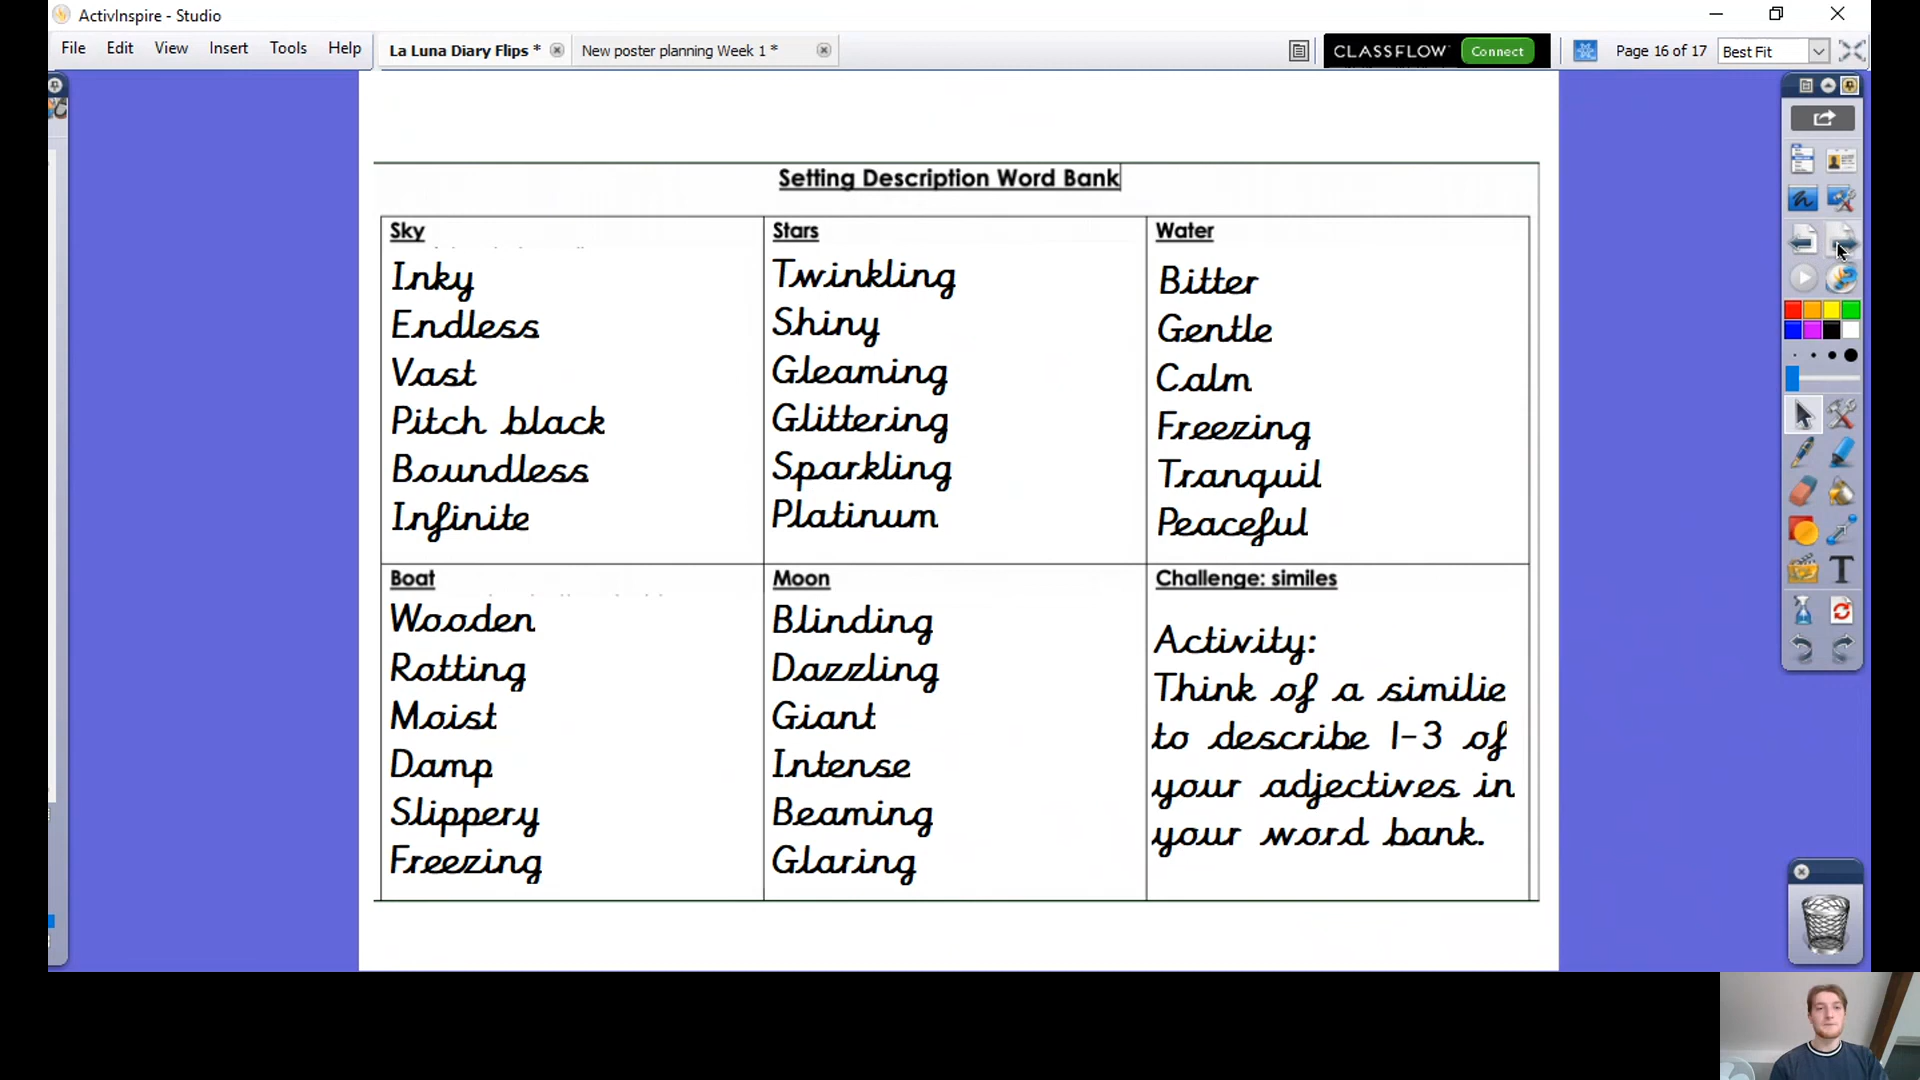 ActivInspire - Studio
File Edit View Insert Tools Help
La Luna Diary Flips *
New poster planning Week 1 *
CLASSFLOW Connect
Page 16 of 17
Best Fit
Setting Description Word Bank
Sky
Inky
Endless
Vast
Pitch black
Boundless
Infinite
Stars
Twinkling
Shiny
Gleaming
Glittering
Sparkling
Platinum
Water
Bitter
Gentle
Calm
Freezing
Tranquil
Peaceful
Boat
Wooden
Rotting
Moist
Damp
Slippery
Freezing
Moon
Blinding
Dazzling
Giant
Intense
Beaming
Glaring
Challenge: similes
Activity:
Think of a similie
to describe 1-3 of
your adjectives in
your word bank.